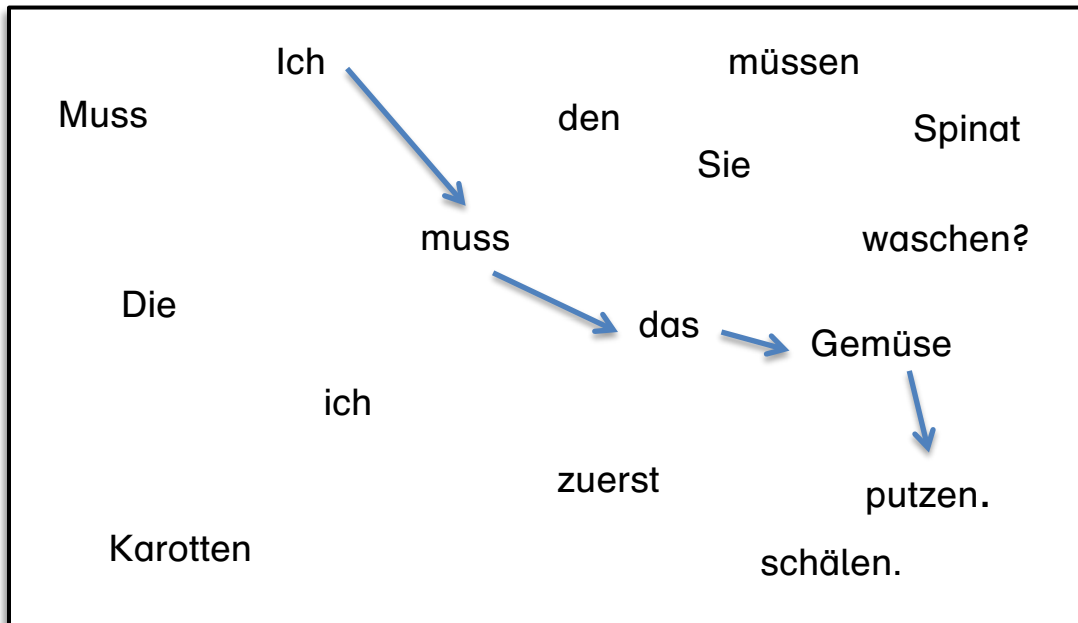 Ich
müssen
Muss
den
Spinat
Sie
muss
waschen?
Die
das
Gemüse
ich
zuerst
putzen.
Karotten
schälen.